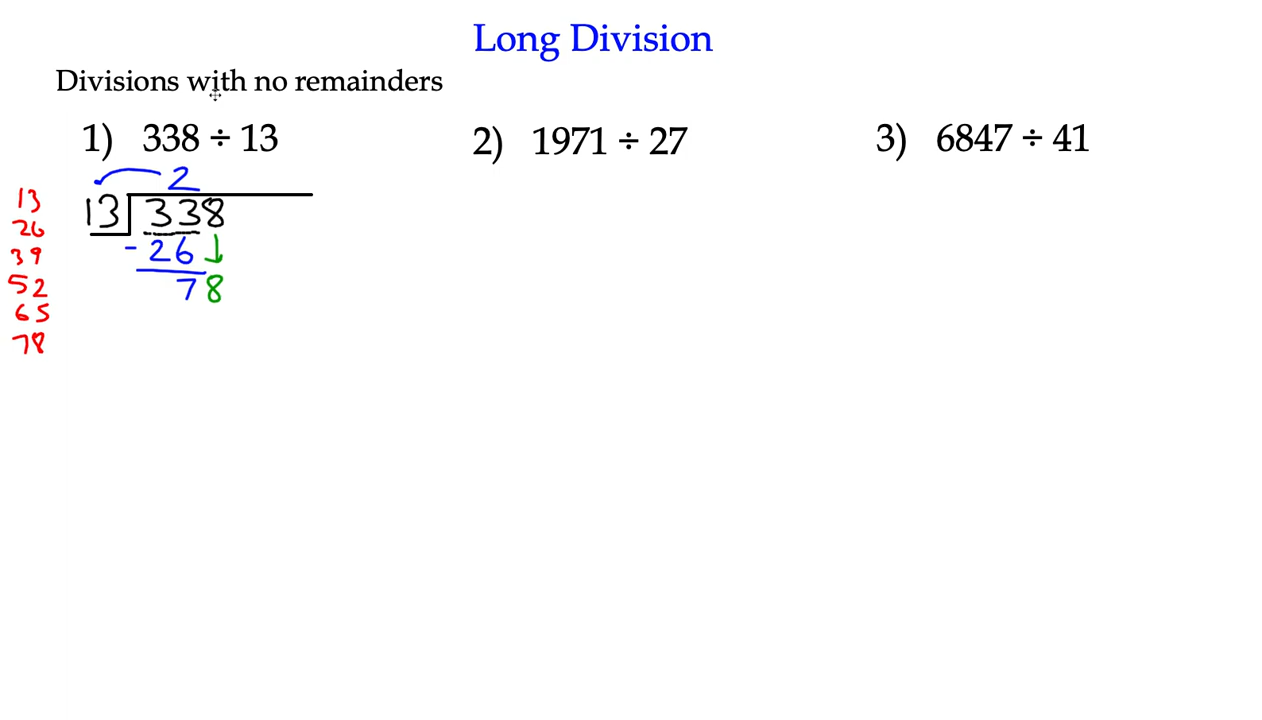 Long Division
Divisions with no remainders
1) 338 ÷ 13
2) 1971 ÷ 27
3) 6847 ÷ 41
2
13 338
- 26
78
13
26
39
52
65
78